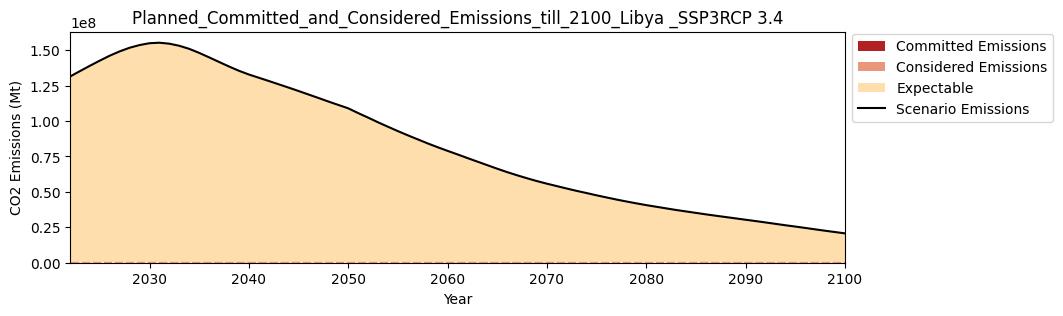 Planned_Committed_and_Considered_Emissions_till_2100_Libya _SSP3RCP 3.4
1e8
1.50
1.25
1.00
0.75
0.50
0.25
0.00
CO2 Emissions (Mt)
2030 2040 2050 2060 2070 2080 2090 2100
Year
Committed Emissions
Considered Emissions
Expectable
Scenario Emissions